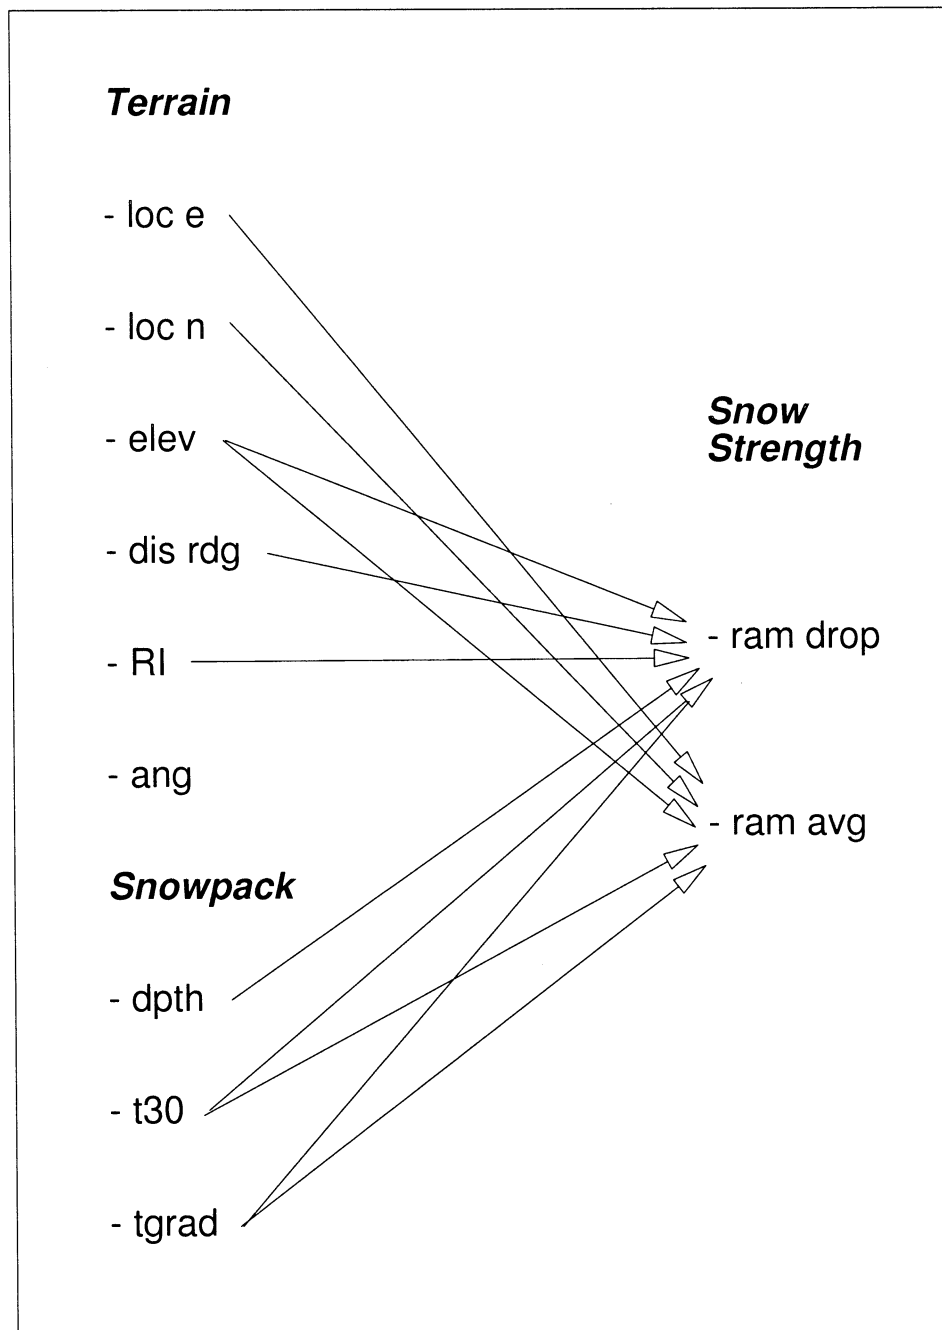 Terrain
- loc e
- loc n
- elev
- dis rdg
- RI
- ang
Snowpack
- dpth
- t30
- tgrad
Snow
Strength
- ram drop
- ram avg